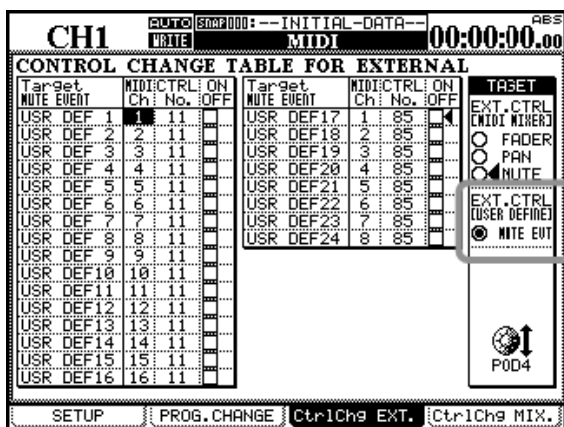 CH1
AUTO SNAP000:--INITIAL-DATA--
WRITE MIDI
ABS
00:00:00.00
CONTROL CHANGE TABLE FOR EXTERNAL
Target MIDI CTRL ON
MUTE EVENT Ch No. OFF
USR DEF 1 1 11
USR DEF 2 2 11
USR DEF 3 3 11
USR DEF 4 4 11
USR DEF 5 5 11
USR DEF 6 6 11
USR DEF 7 7 11
USR DEF 8 8 11
USR DEF 9 9 11
USR DEF10 10 11
USR DEF11 11 11
USR DEF12 12 11
USR DEF13 13 11
USR DEF14 14 11
USR DEF15 15 11
USR DEF16 16 11
Target MIDI CTRL ON
MUTE EVENT Ch No. OFF
USR DEF17 1 85
USR DEF18 2 85
USR DEF19 3 85
USR DEF20 4 85
USR DEF21 5 85
USR DEF22 6 85
USR DEF23 7 85
USR DEF24 8 85
TAGET
EXT.CTRL
[MIDI MIXER]
FADER
PAN
MUTE
EXT.CTRL
[USER DEFINE]
MUTE EVT
POD4
SETUP PROG.CHANGE CtrlChg EXT. CtrlChg MIX.